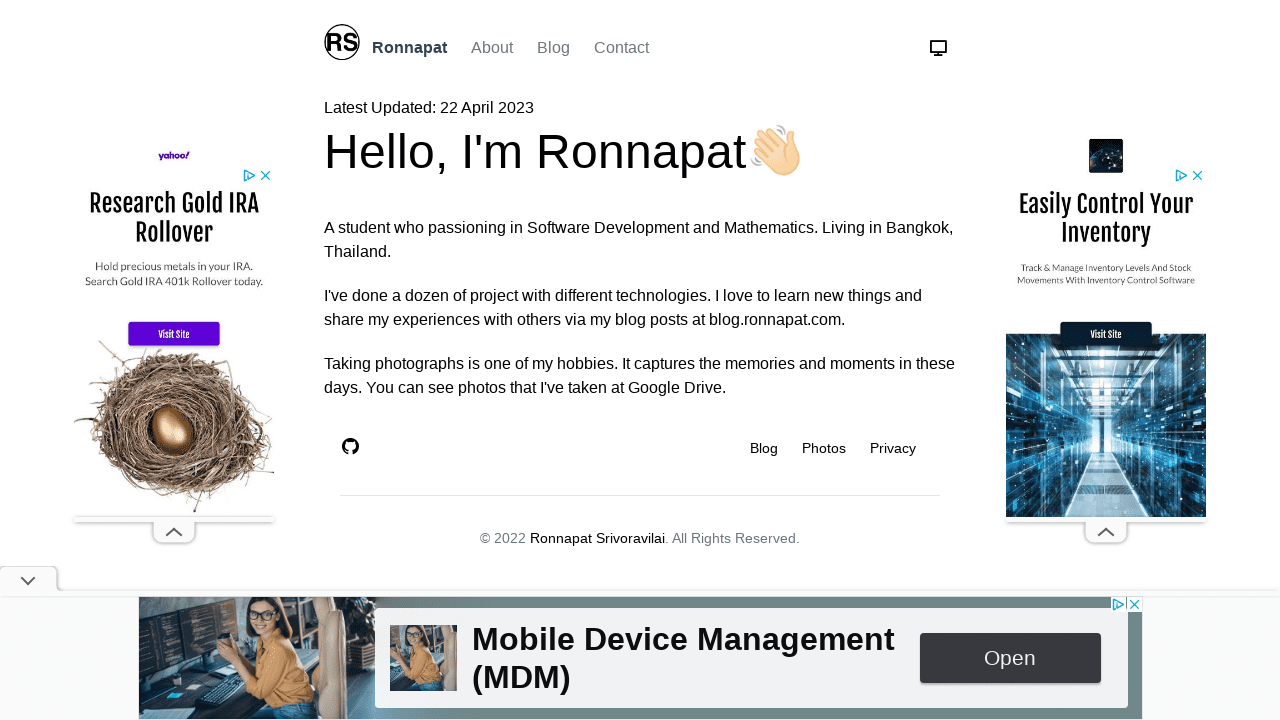 RS
Ronnapat
About
Blog
Contact
Latest Updated: 22 April 2023
Hello, I'm Ronnapat👋🏻
A student who passioning in Software Development and Mathematics. Living in Bangkok,
Thailand.
I've done a dozen of project with different technologies. I love to learn new things and
share my experiences with others via my blog posts at blog.ronnapat.com.
Taking photographs is one of my hobbies. It captures the memories and moments in these
days. You can see photos that I've taken at Google Drive.
Blog
Photos
Privacy
© 2022 Ronnapat Srivoravilai. All Rights Reserved.
yahoo!
Research Gold IRA
Rollover
Hold precious metals in your IRA.
Search Gold IRA 401k Rollover today.
Visit Site
Easily Control Your
Inventory
Track & Manage Inventory Levels And Stock
Movements With Inventory Control Software
Visit Site
Mobile Device Management
(MDM)
Open